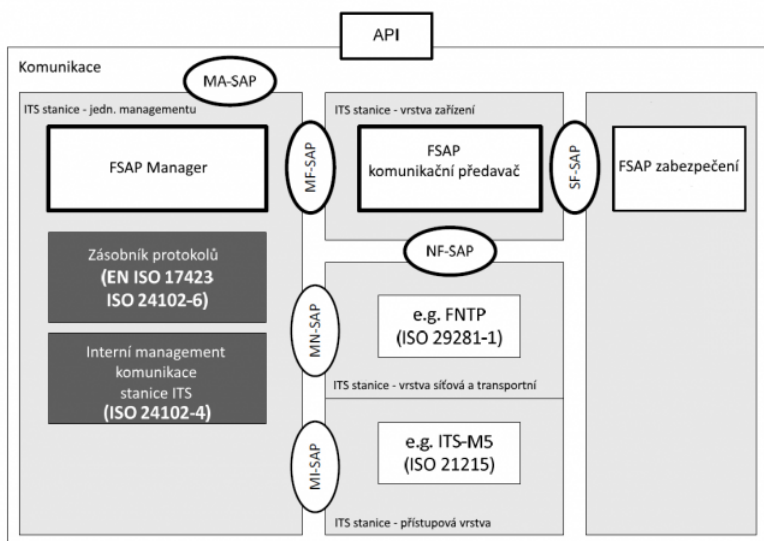 API
Komunikace
MA-SAP
ITS stanice - jedn. managementu
FSAP Manager
MF-SAP
ITS stanice - vrstva zařízení
FSAP
komunikační předavač
SF-SAP
FSAP zabezpečení
NF-SAP
Zásobník protokolů
(EN ISO 17423
ISO 24102-6)
Interní management
komunikace
stanice ITS
(ISO 24102-4)
MN-SAP
e.g. FNTP
(ISO 29281-1)
ITS stanice - vrstva síťová a transportní
MI-SAP
e.g. ITS-M5
(ISO 21215)
ITS stanice - přístupová vrstva